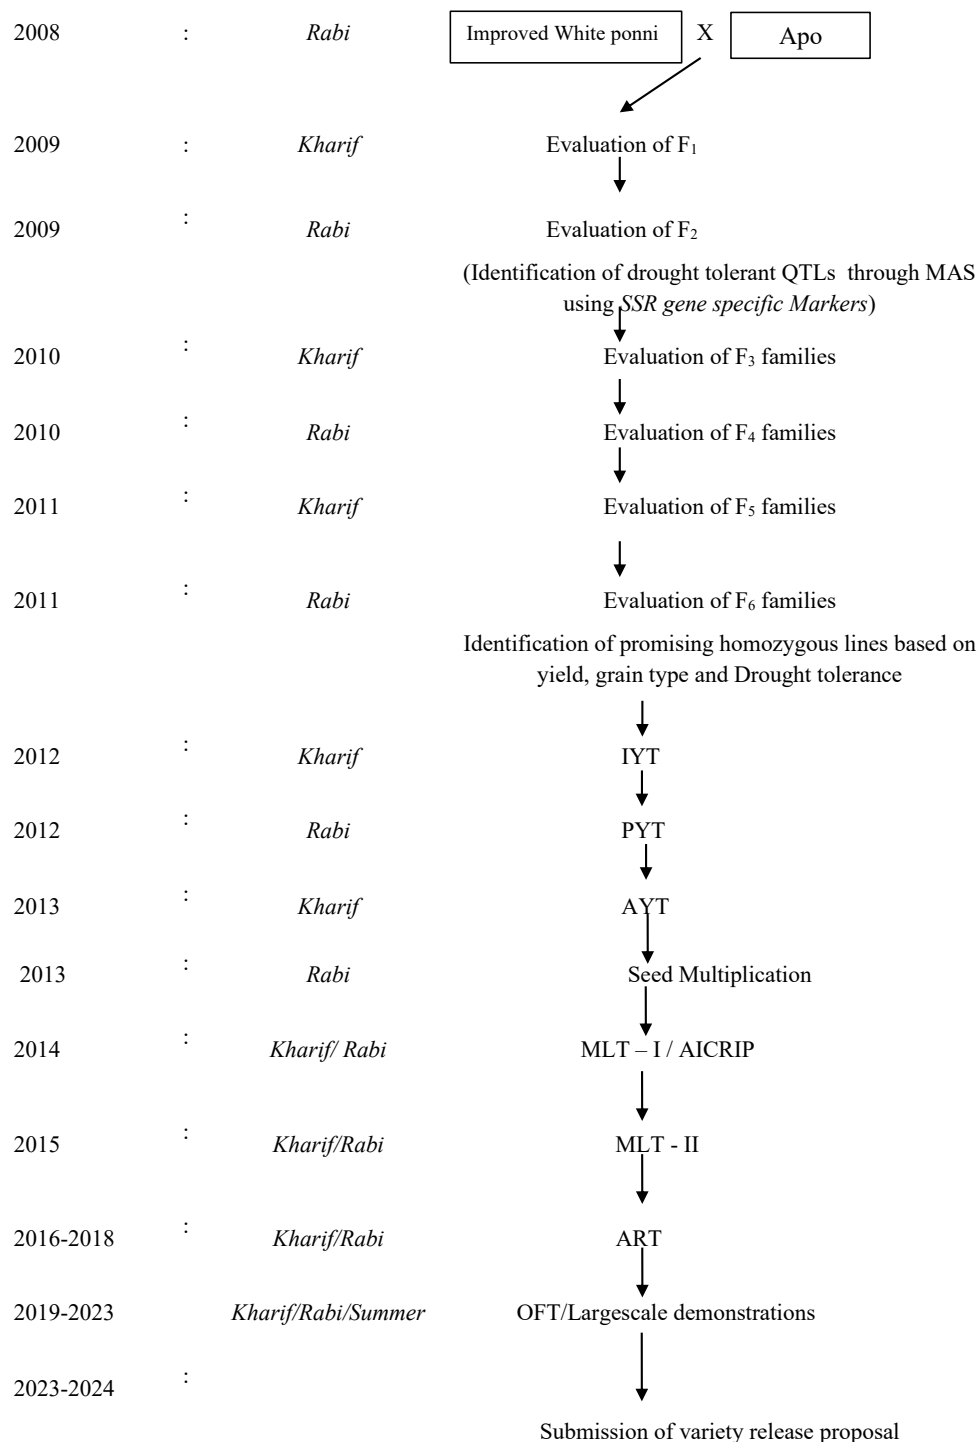 2008 : Rabi Improved White ponni X Apo
2009 : Kharif Evaluation of F1
2009 : Rabi Evaluation of F2
(Identification of drought tolerant QTLs through MAS
using SSR gene specific Markers)
2010 : Kharif Evaluation of F3 families
2010 : Rabi Evaluation of F4 families
2011 : Kharif Evaluation of F5 families
2011 : Rabi Evaluation of F6 families
Identification of promising homozygous lines based on
yield, grain type and Drought tolerance
2012 : Kharif IYT
2012 : Rabi PYT
2013 : Kharif AYT
2013 : Rabi Seed Multiplication
2014 : Kharif/ Rabi MLT – I / AICRIP
2015 : Kharif/Rabi MLT - II
2016-2018 : Kharif/Rabi ART
2019-2023 Kharif/Rabi/Summer OFT/Largescale demonstrations
2023-2024 :
Submission of variety release proposal